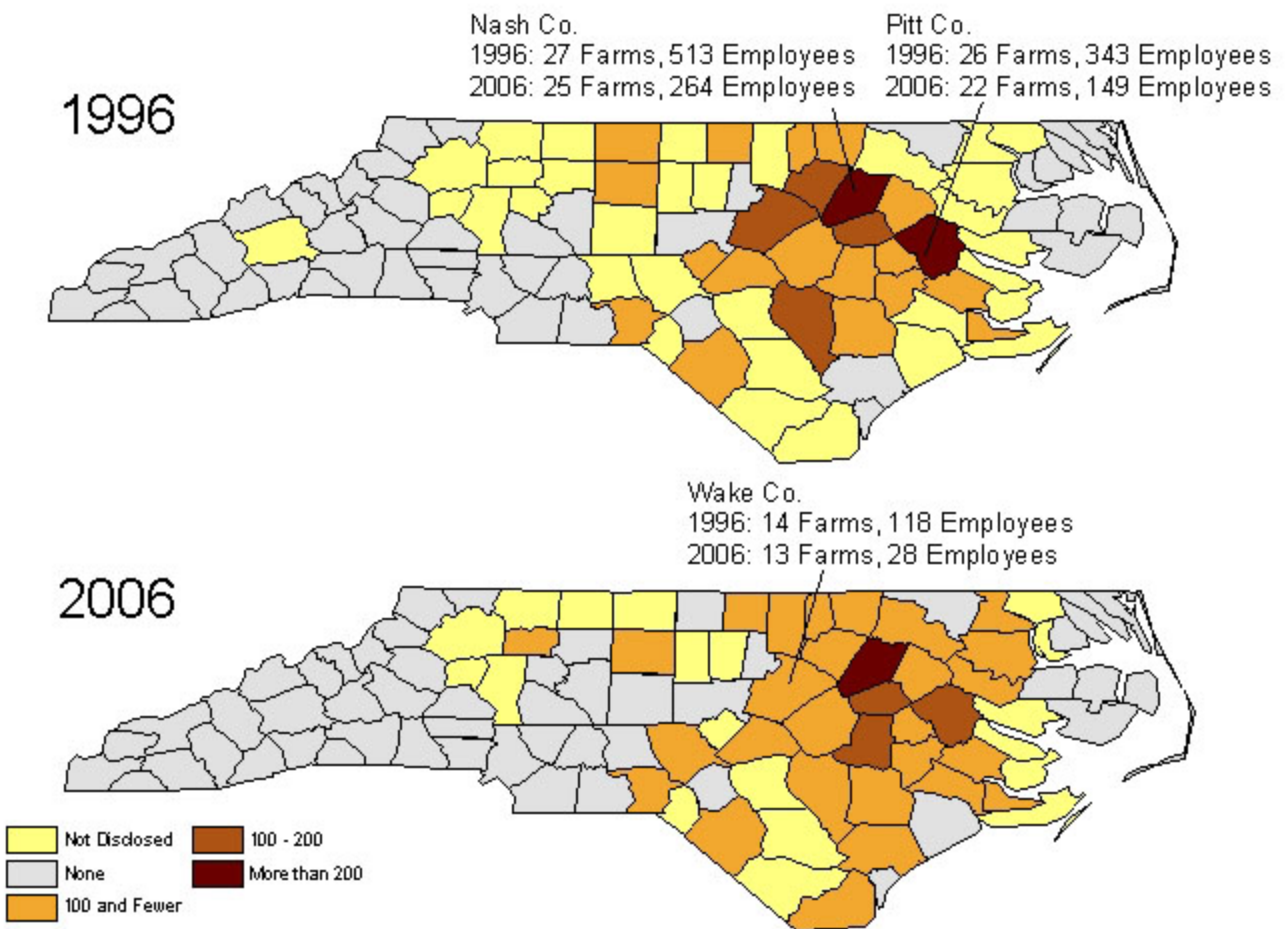 Nash Co.
1996: 27 Farms, 513 Employees
2006: 25 Farms, 264 Employees
Pitt Co.
1996: 26 Farms, 343 Employees
2006: 22 Farms, 149 Employees
1996
Wake Co.
1996: 14 Farms, 118 Employees
2006: 13 Farms, 28 Employees
2006
Not Disclosed
None
100 and Fewer
100 - 200
More than 200